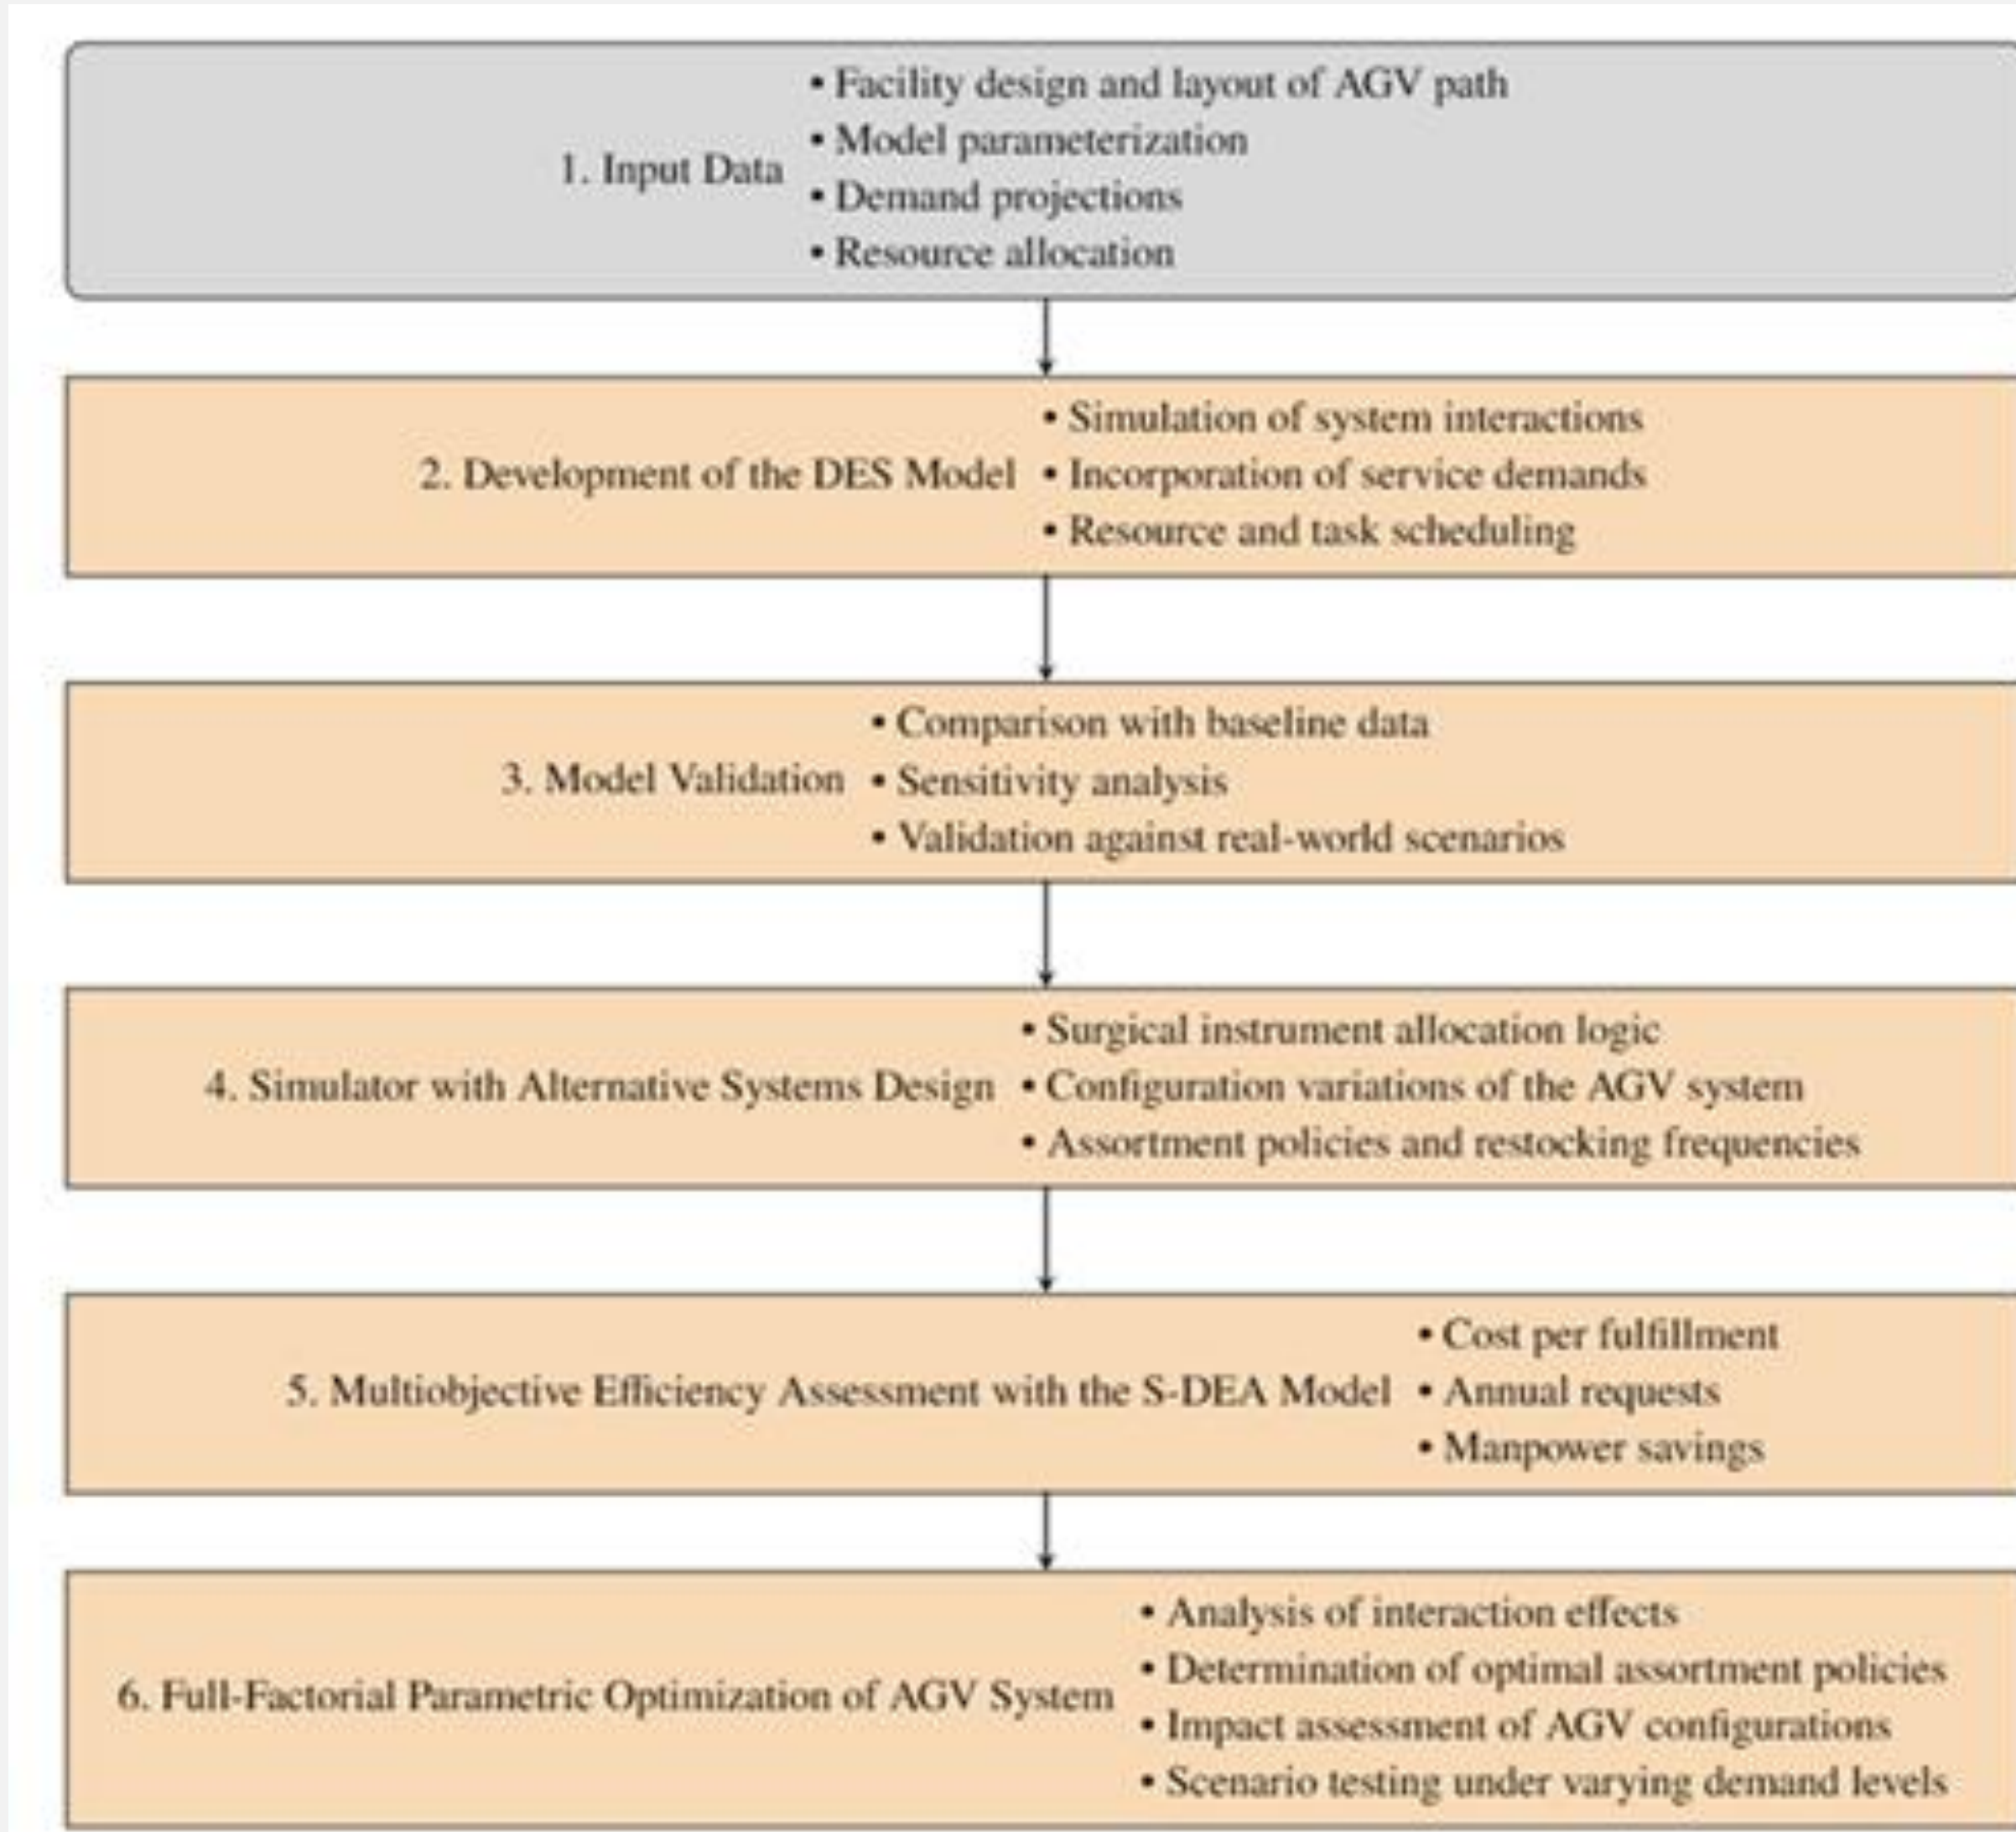 1. Input Data
• Facility design and layout of AGV path
• Model parameterization
• Demand projections
• Resource allocation
2. Development of the DES Model
• Simulation of system interactions
• Incorporation of service demands
• Resource and task scheduling
3. Model Validation
• Comparison with baseline data
• Sensitivity analysis
• Validation against real-world scenarios
4. Simulator with Alternative Systems Design
• Surgical instrument allocation logic
• Configuration variations of the AGV system
• Assortment policies and restocking frequencies
5. Multiobjective Efficiency Assessment with the S-DEA Model
• Cost per fulfillment
• Annual requests
• Manpower savings
6. Full-Factorial Parametric Optimization of AGV System
• Analysis of interaction effects
• Determination of optimal assortment policies
• Impact assessment of AGV configurations
• Scenario testing under varying demand levels